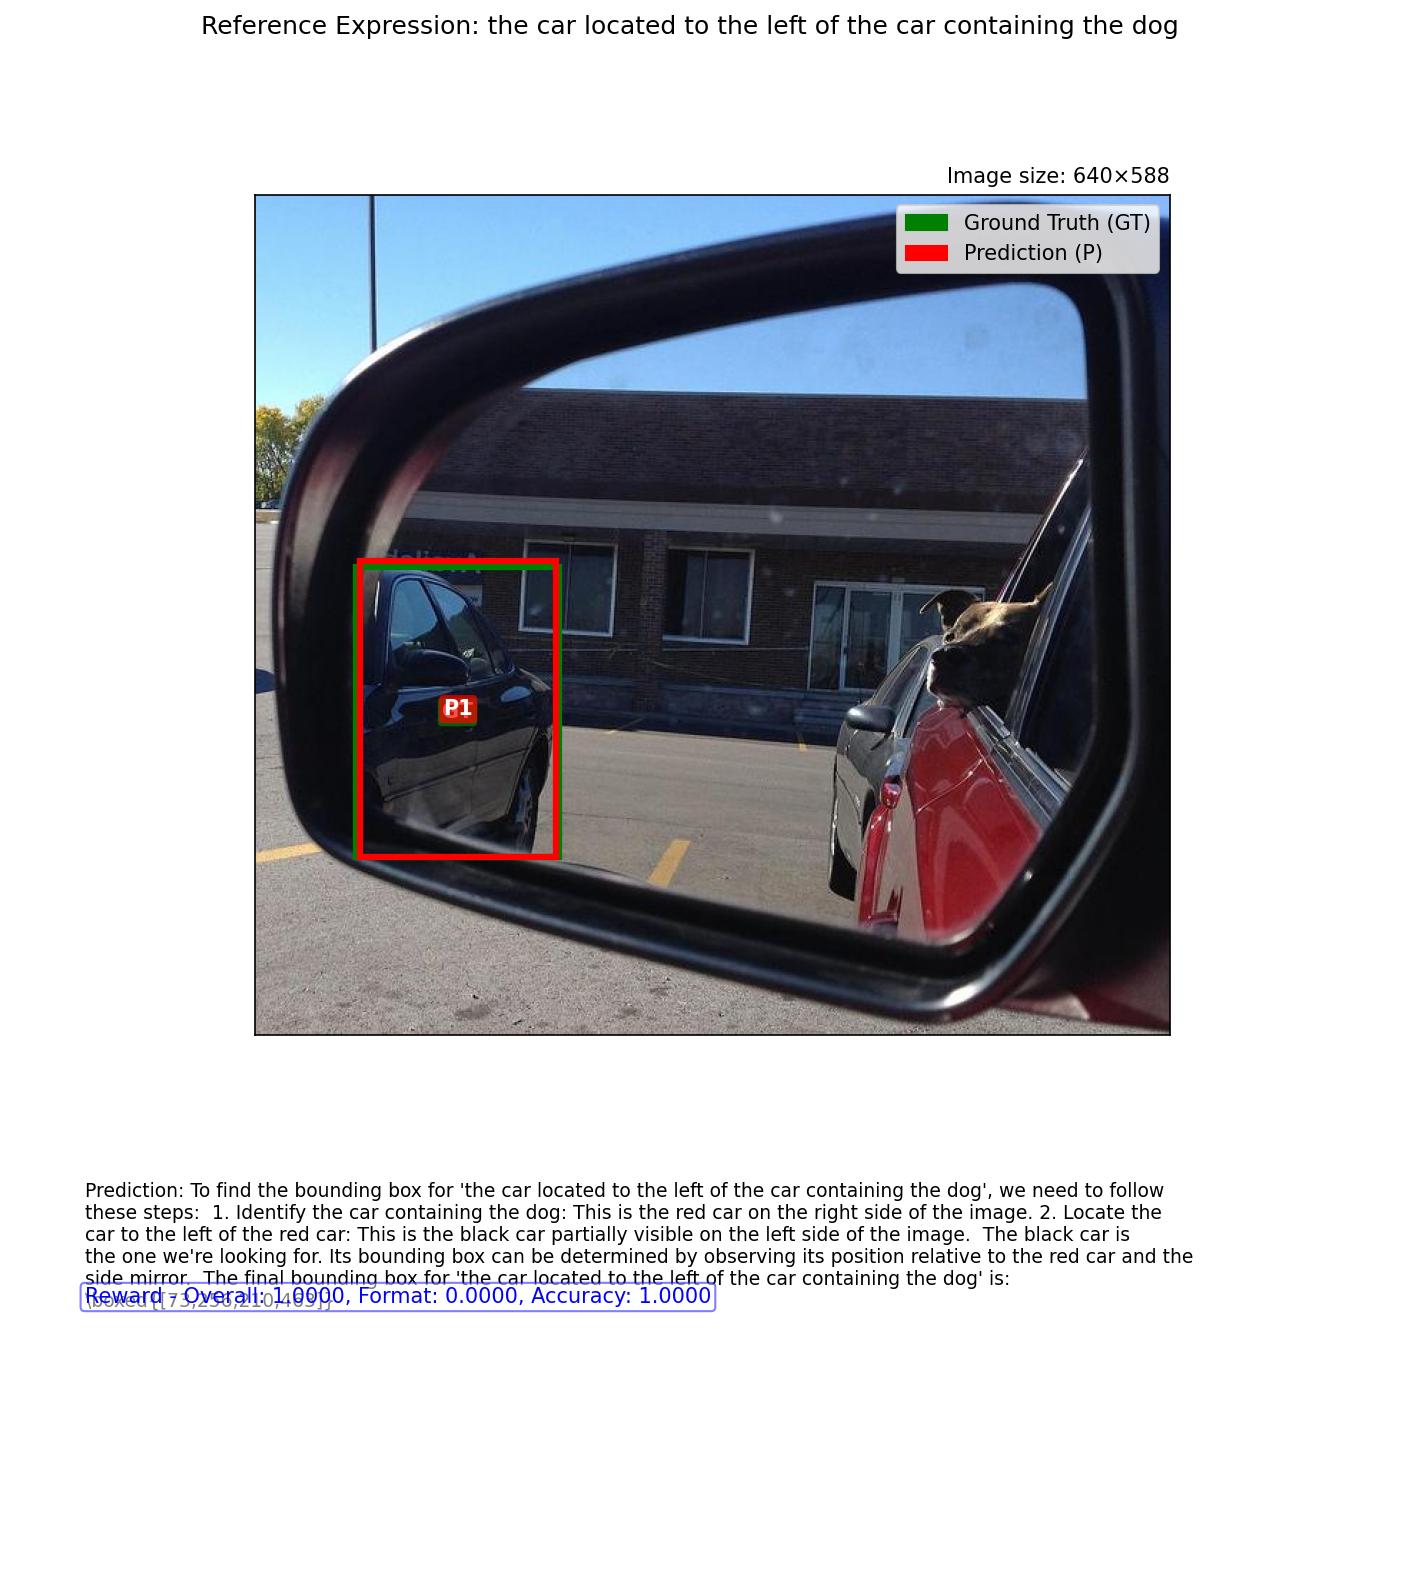 Reference Expression: the car located to the left of the car containing the dog
Image size: 640×588
Ground Truth (GT)
Prediction (P)
P1
Prediction: To find the bounding box for 'the car located to the left of the car containing the dog', we need to follow
these steps:  1. Identify the car containing the dog: This is the red car on the right side of the image. 2. Locate the
car to the left of the red car: This is the black car partially visible on the left side of the image.  The black car is
the one we're looking for. Its bounding box can be determined by observing its position relative to the red car and the
side mirror.  The final bounding box for 'the car located to the left of the car containing the dog' is:
\boxed{[73,256,210,463]}
Reward - Overall: 1.0000, Format: 0.0000, Accuracy: 1.0000